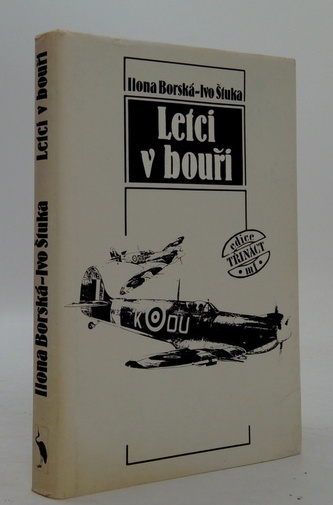 Ilona Borská-Ivo Štuka
Letci
v bouři
edice
TŘINÁCT
mf
K DU
Ilona Borská-Ivo Štuka Letci v bouři